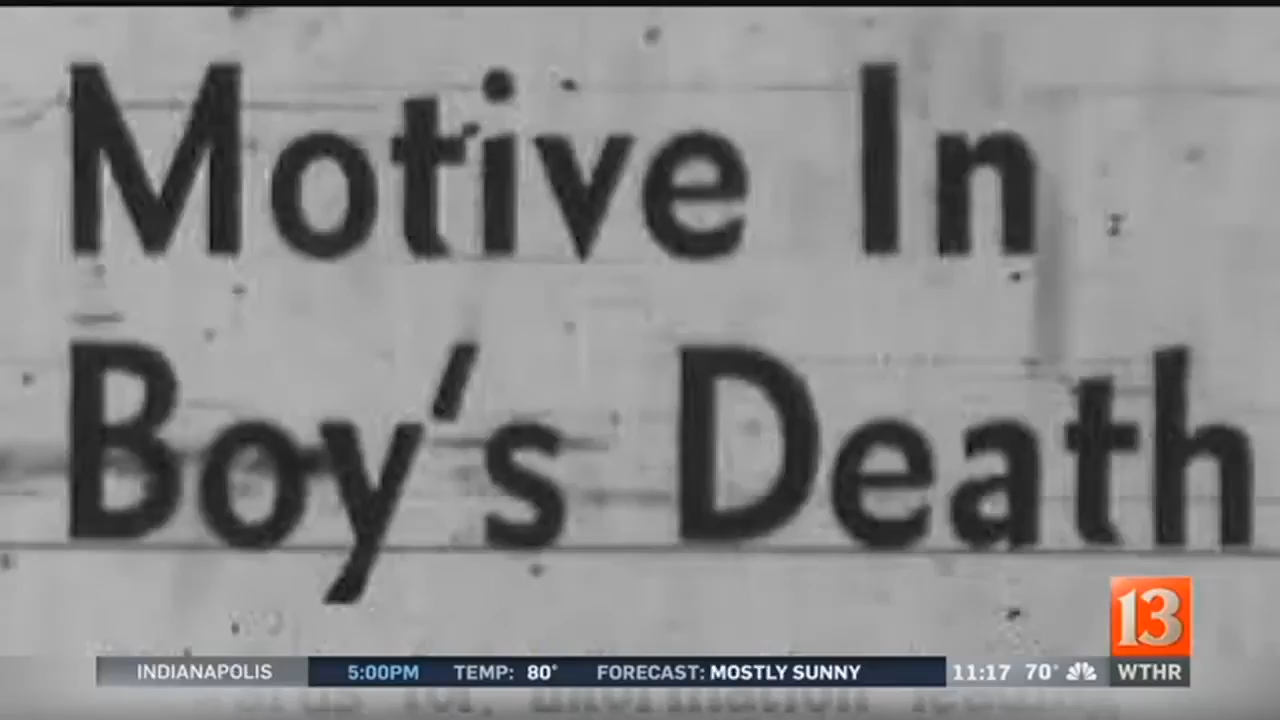 Motive In
Boy's Death
13
INDIANAPOLIS 5:00PM TEMP: 80° FORECAST: MOSTLY SUNNY 11:17 70° WTHR